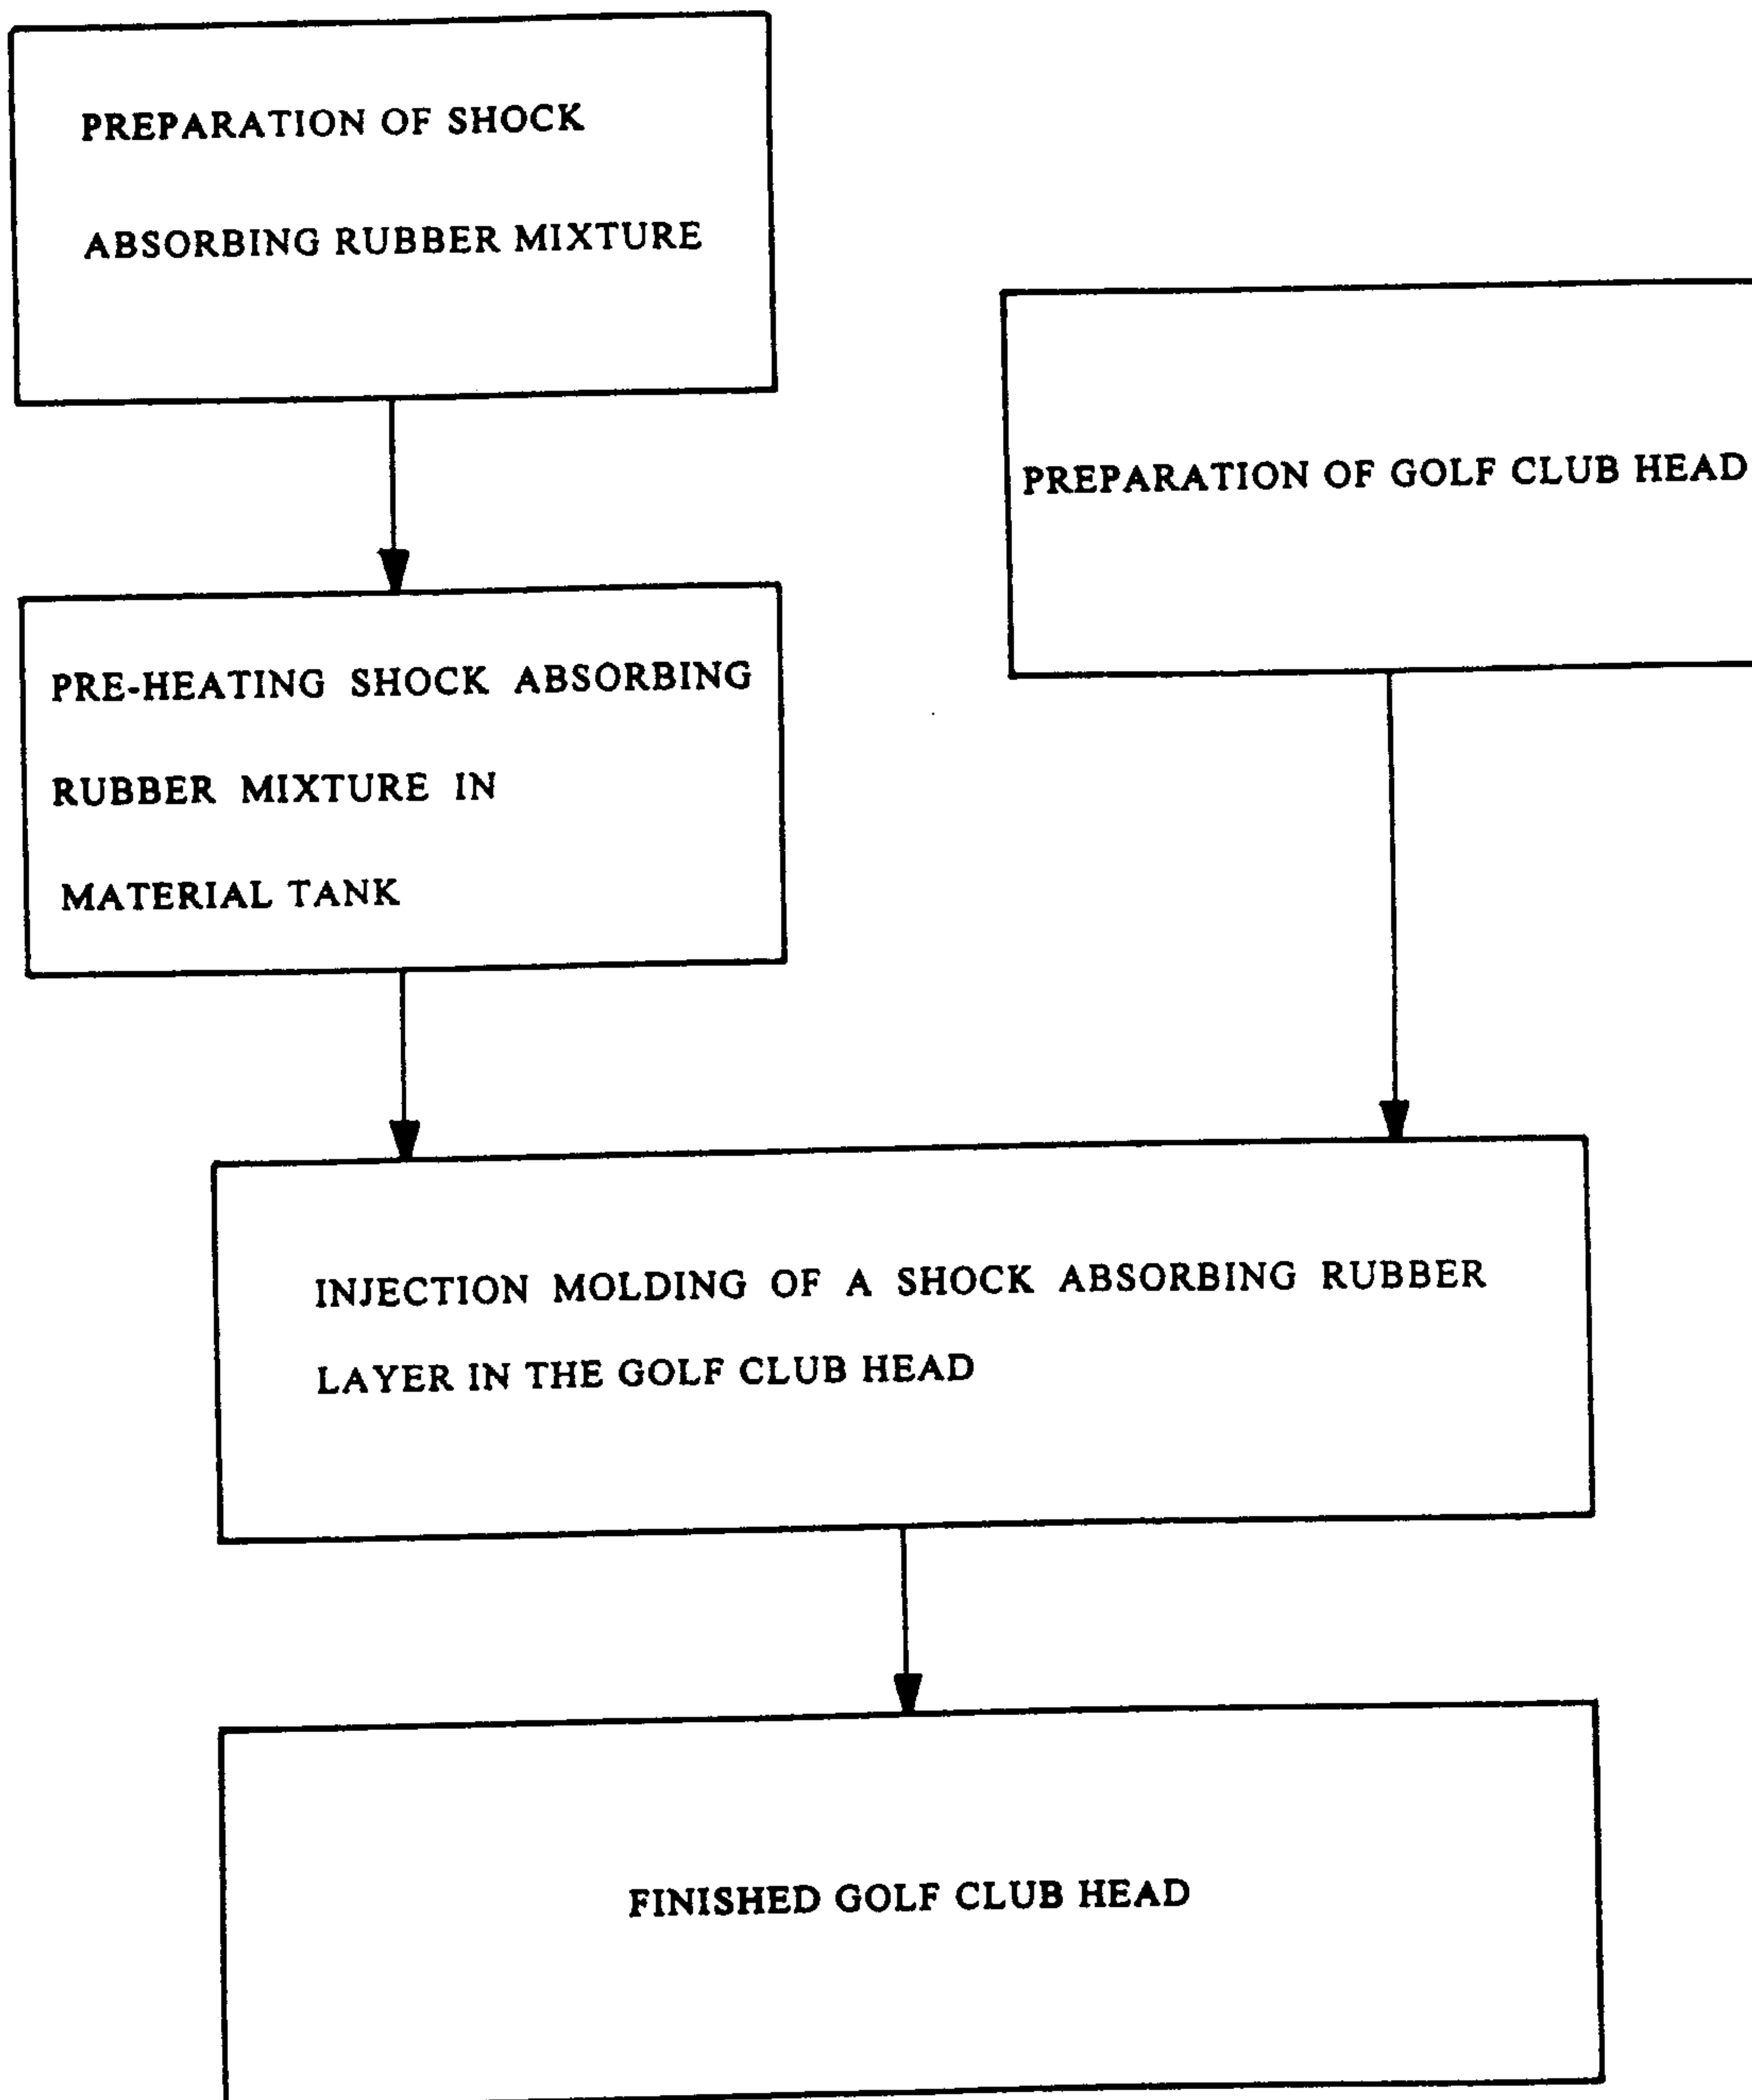 PREPARATION OF SHOCK
ABSORBING RUBBER MIXTURE
PREPARATION OF GOLF CLUB HEAD
PRE-HEATING SHOCK ABSORBING
RUBBER MIXTURE IN
MATERIAL TANK
INJECTION MOLDING OF A SHOCK ABSORBING RUBBER
LAYER IN THE GOLF CLUB HEAD
FINISHED GOLF CLUB HEAD